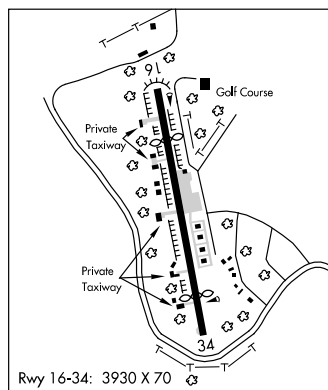 16
Golf Course
Private
Taxiway
Private
Taxiway
34
Rwy 16-34: 3930 X 70